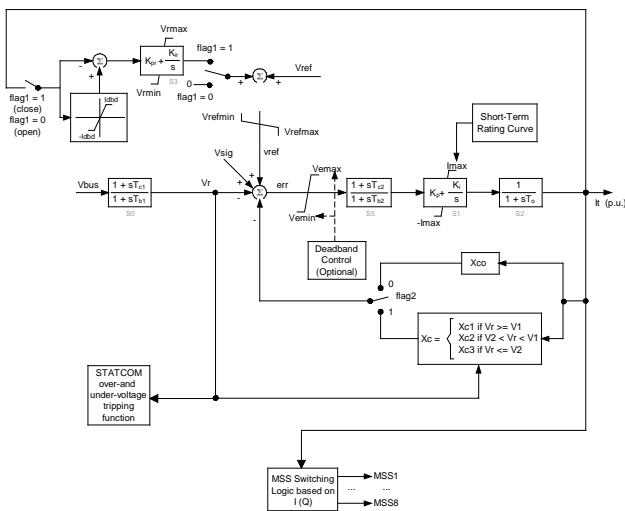 Vrmax
Kpr + Kir
s
flag1 = 1
Σ
-
+
Vrmin
S3
0
flag1 = 0
+
Σ
+
Vref
flag1 = 1
(close)
flag1 = 0
(open)
Idbd
-Idbd
Vrefmin
Vrefmax
vref
Short-Term
Rating Curve
Vsig
Vemax
Imax
Vbus
1 + sTc1
1 + sTb1
S0
Vr
+
+
-
Σ
-
err
Vemin
1 + sTc2
1 + sTb2
S5
Kp+ Ki
s
S1
-Imax
1
1 + sTo
S2
It (p.u.)
Deadband
Control
(Optional)
Xco
0
flag2
1
Xc =
Xc1 if Vr >= V1
Xc2 if V2 < Vr < V1
Xc3 if Vr <= V2
STATCOM
over-and
under-voltage
tripping
function
MSS Switching
Logic based on
I (Q)
MSS1
... ...
MSS8